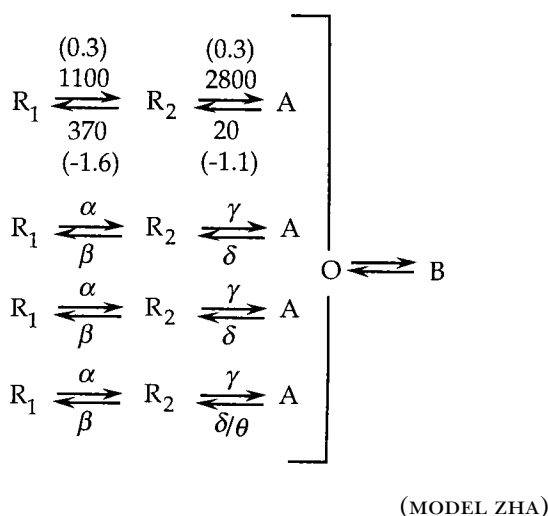 (0.3) (0.3)
1100 2800
R1 R2 A
370 20
(-1.6) (-1.1)
α γ
R1 R2 A
β δ
O B
α γ
R1 R2 A
β δ
α γ
R1 R2 A
β δ/θ
(MODEL ZHA)